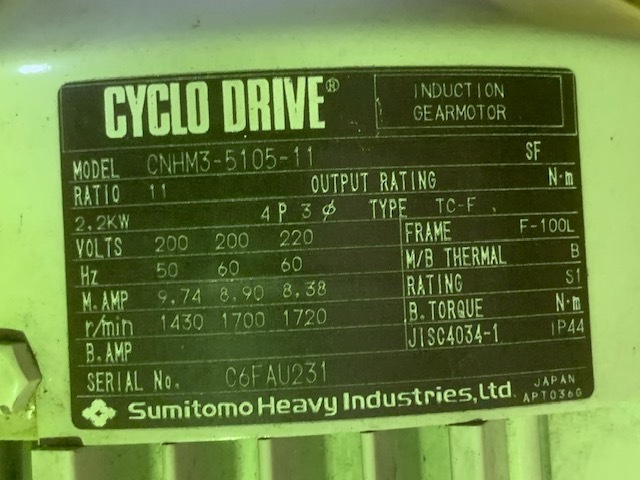 CYCLO DRIVE®
INDUCTION
GEARMOTOR
MODEL CNHM3-5105-11 SF
RATIO 11 OUTPUT RATING N·m
2.2KW 4P 3φ TYPE TC-F
VOLTS 200 200 220 FRAME F-100L
Hz 50 60 60 M/B THERMAL B
M.AMP 9.74 8.90 8.38 RATING S1
r/min 1430 1700 1720 B.TORQUE N·m
B.AMP JISC4034-1 IP44
SERIAL No. C6FAU231
Sumitomo Heavy Industries, Ltd. JAPAN
APT036G